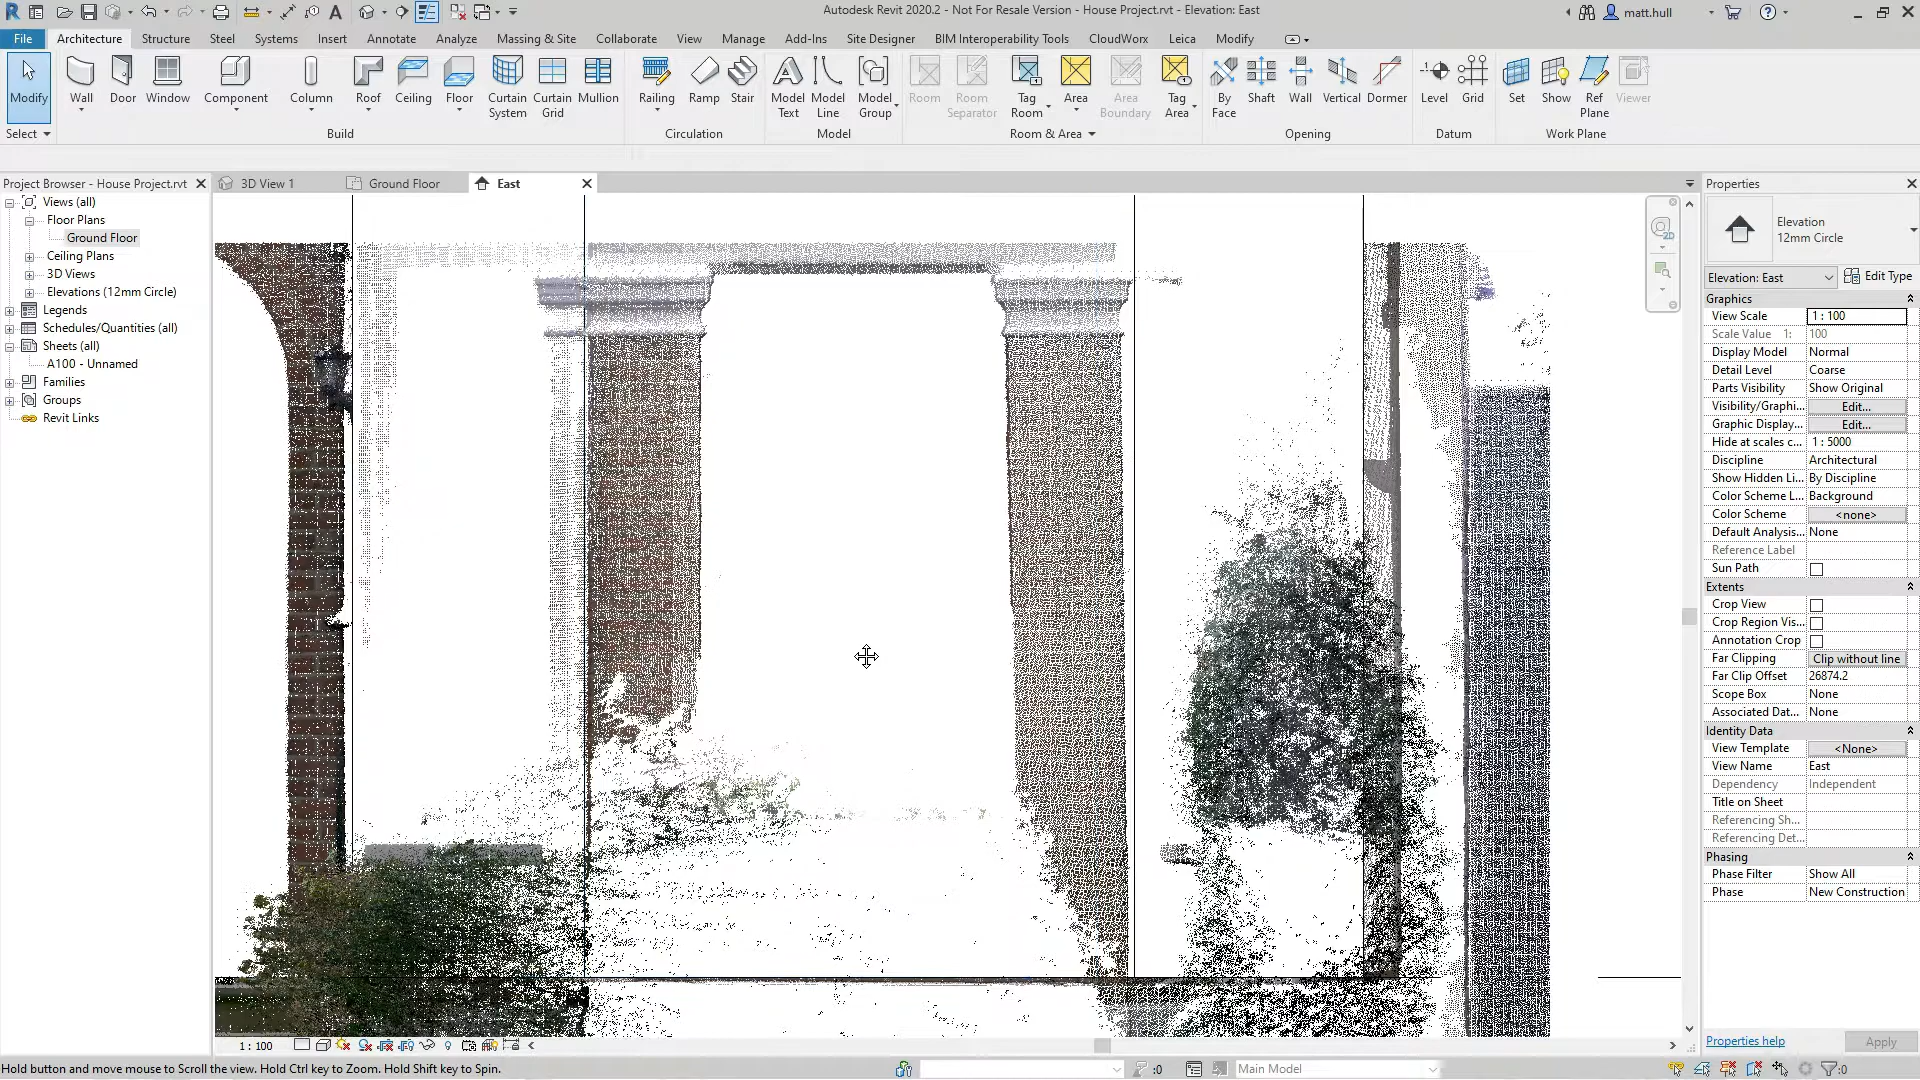 Autodesk Revit 2020.2 - Not For Resale Version - House Project.rvt - Elevation: East
matt.hull
File Architecture Structure Steel Systems Insert Annotate Analyze Massing & Site Collaborate View Manage Add-Ins Site Designer BIM Interoperability Tools CloudWorx Leica Modify
Modify Wall Door Window Component Column Roof Ceiling Floor Curtain System Curtain Grid Mullion Railing Ramp Stair Model Text Model Line Model Group Room Room Separator Tag Room Area Area Boundary Tag Area By Face Shaft Wall Vertical Dormer Level Grid Set Show Ref Plane Viewer
Select Build Circulation Model Room & Area Opening Datum Work Plane
Project Browser - House Project.rvt
Views (all)
Floor Plans
Ground Floor
Ceiling Plans
3D Views
Elevations (12mm Circle)
Legends
Schedules/Quantities (all)
Sheets (all)
A100 - Unnamed
Families
Groups
Revit Links
3D View 1 Ground Floor East
2D
Properties
Elevation
12mm Circle
Elevation: East Edit Type
Graphics
View Scale 1 : 100
Scale Value 1: 100
Display Model Normal
Detail Level Coarse
Parts Visibility Show Original
Visibility/Graphi... Edit...
Graphic Display... Edit...
Hide at scales c... 1 : 5000
Discipline Architectural
Show Hidden Li... By Discipline
Color Scheme L... Background
Color Scheme <none>
Default Analysis... None
Reference Label
Sun Path
Extents
Crop View
Crop Region Vis...
Annotation Crop
Far Clipping Clip without line
Far Clip Offset 26874.2
Scope Box None
Associated Dat... None
Identity Data
View Template <None>
View Name East
Dependency Independent
Title on Sheet
Referencing Sh...
Referencing Det...
Phasing
Phase Filter Show All
Phase New Construction
Properties help Apply
1 : 100
Hold button and move mouse to Scroll the view. Hold Ctrl key to Zoom. Hold Shift key to Spin.
:0 Main Model :0